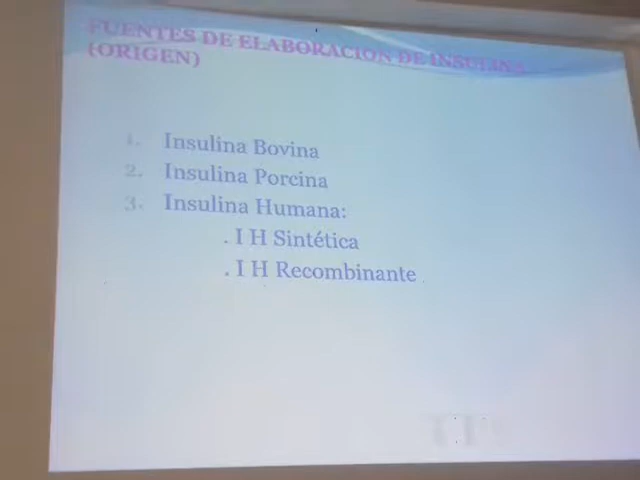 FUENTES DE ELABORACION DE INSULINA
(ORIGEN)
1. Insulina Bovina
2. Insulina Porcina
3. Insulina Humana:
. I H Sintética
. I H Recombinante